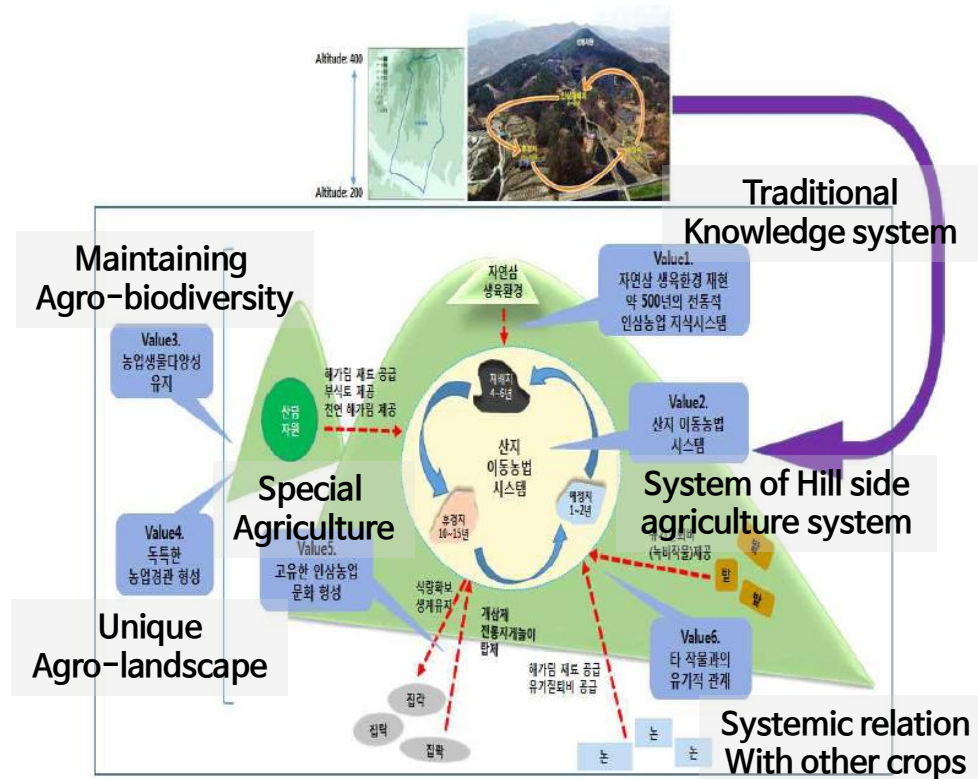 Altitude: 400
Altitude: 200
Traditional
Knowledge system
Maintaining
Agro-biodiversity
자연삼
생육환경
Value1.
자연삼 생육환경 재현
약 500년의 전통적
인삼농업 지식시스템
Value3.
농업생물다양성
유지
해가림 재료 공급
부식토 제공
천연 해가림 제공
재배지
4~6년
Value2.
산지 이동농법
시스템
산림
자원
산지
이동농법
시스템
Special
Agriculture
System of Hill side
agriculture system
휴경지
10~15년
예정지
1~2년
Value4.
독특한
농업경관 형성
Value5.
고유한 인삼농업
문화 형성
(녹비작물)제공
밭
밭
밭
식량확보
생계유지
개삼제
전통지게놀이
탑제
Unique
Agro-landscape
해가림 재료 공급
유기질퇴비 공급
Value6.
타 작물과의
유기적 관계
집락
집락
집락
논
논
논
Systemic relation
With other crops